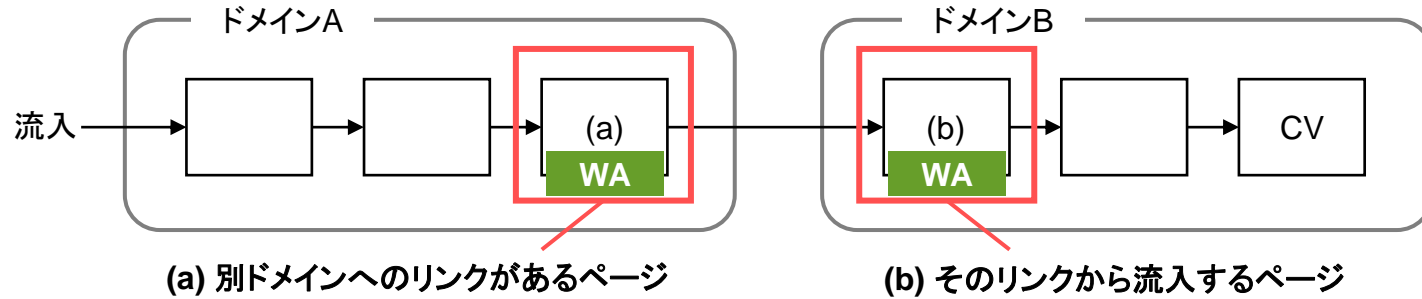 ドメインA
ドメインB
流入
(a)
WA
(b)
WA
CV
(a) 別ドメインへのリンクがあるページ
(b) そのリンクから流入するページ